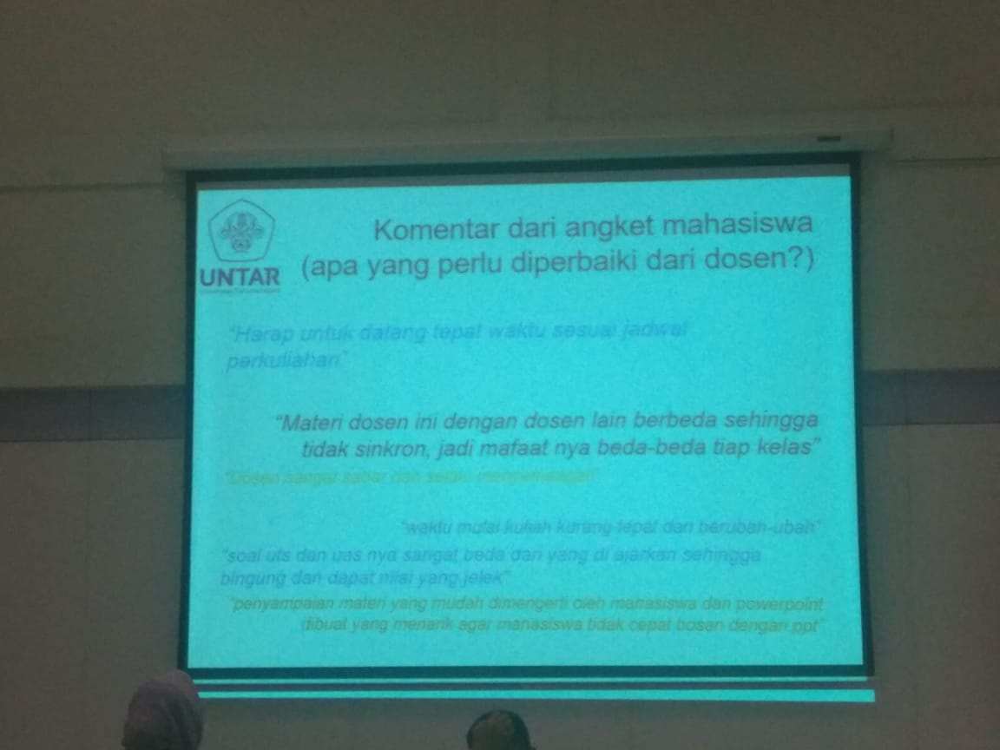 UNTAR
Komentar dari angket mahasiswa
(apa yang perlu diperbaiki dari dosen?)
"Harap untuk datang tepat waktu sesuai jadwal
perkuliahan"
"Materi dosen ini dengan dosen lain berbeda sehingga
tidak sinkron, jadi mafaat nya beda-beda tiap kelas"
"Dosen sangat sabar dan selalu menyemangati"
"waktu mulai kuliah kurang tepat dan berubah-ubah"
"soal uts dan uas nya sangat beda dari yang di ajarkan sehingga
bingung dan dapat nilai yang jelek"
"penyampaian materi yang mudah dimengerti oleh mahasiswa dan powerpoint
dibuat yang menarik agar mahasiswa tidak cepat bosan dengan ppt"